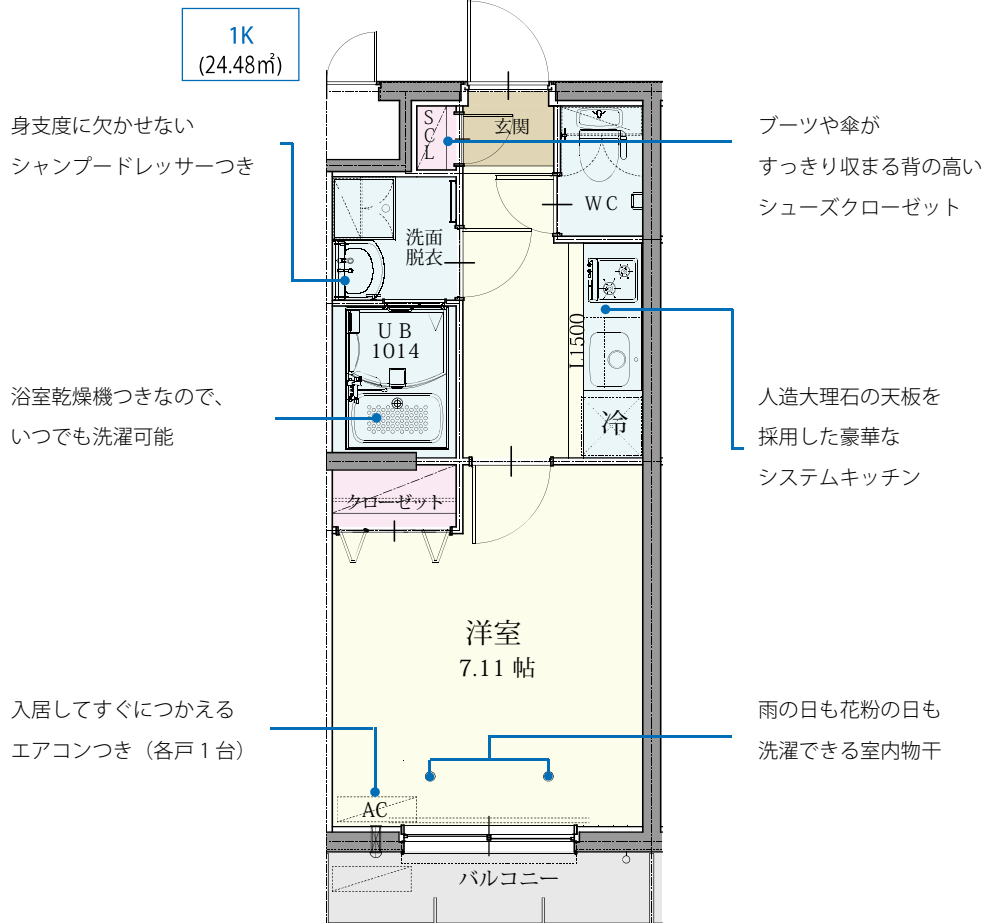 1K
(24.48㎡)
身支度に欠かせない
シャンプードレッサーつき
ブーツや傘が
すっきり収まる背の高い
シューズクローゼット
SCL
玄関
WC
洗面
脱衣
UB
1014
L1500
冷
浴室乾燥機つきなので、
いつでも洗濯可能
人造大理石の天板を
採用した豪華な
システムキッチン
クローゼット
洋室
7.11 帖
入居してすぐにつかえる
エアコンつき（各戸１台）
雨の日も花粉の日も
洗濯できる室内物干
AC
バルコニー